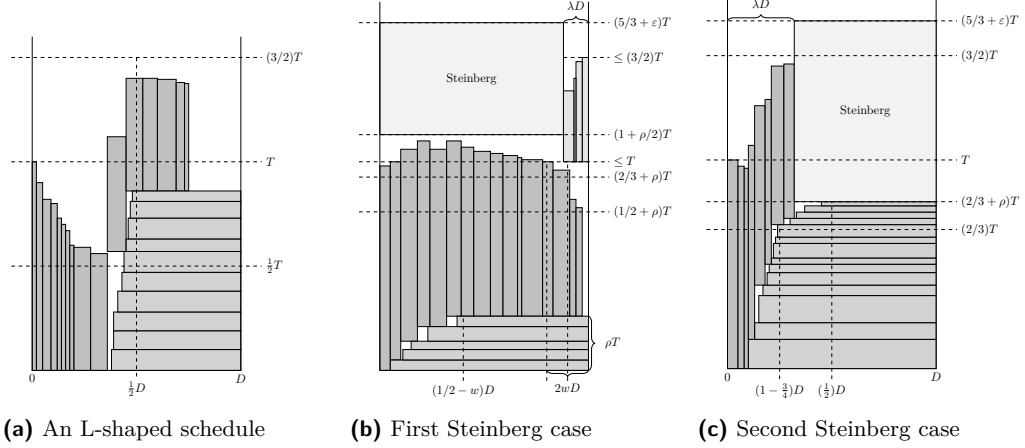 (3/2)T
T
½T
0
½D
D
(a) An L-shaped schedule
λD
(5/3 + ε)T
≤ (3/2)T
Steinberg
(1 + ρ/2)T
≤ T
(2/3 + ρ)T
(1/2 + ρ)T
ρT
(1/2 − w)D
2wD
(b) First Steinberg case
λD
(5/3 + ε)T
(3/2)T
Steinberg
T
(2/3 + ρ)T
(2/3)T
0
D
(1 − ¾)D
(½)D
(c) Second Steinberg case